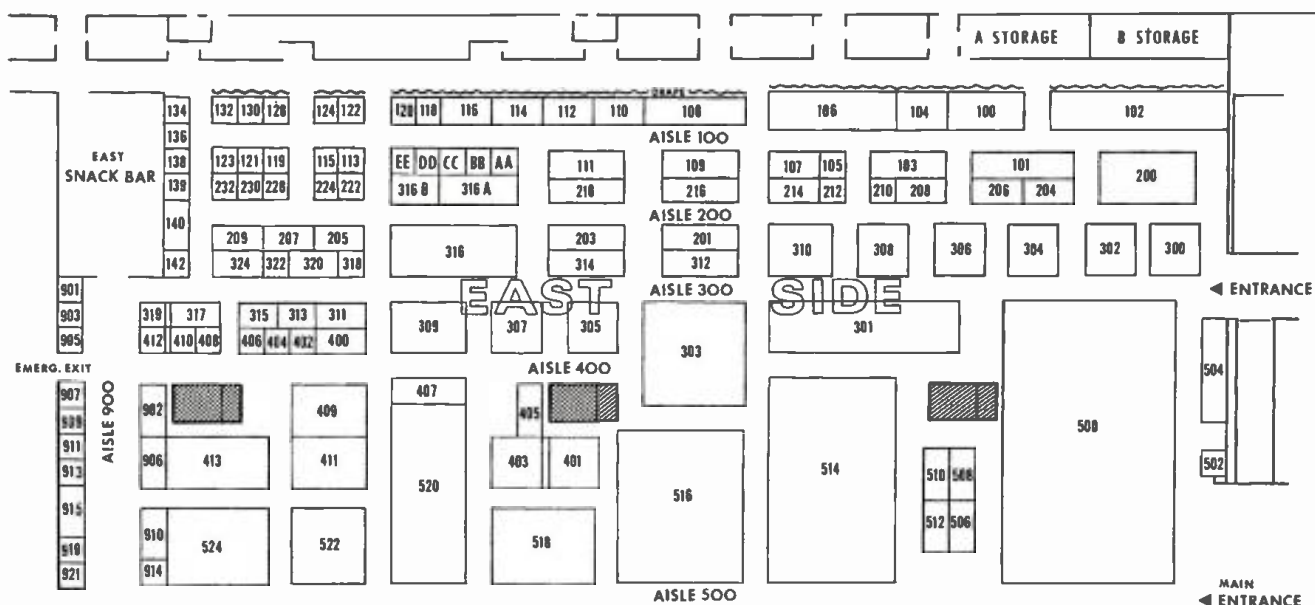 A STORAGE B STORAGE
DRAPE
134 132 130 128 124 122 120 118 116 114 112 110 108 106 104 100 102
AISLE 100
136
EAST
SNACK BAR
138 123 121 119 115 113 EE DD CC BB AA 111 109 107 105 103 101 200
139 232 230 228 224 222 316 B 316 A 218 216 214 212 210 208 206 204
AISLE 200
140
209 207 205 316 203 201 310 308 306 304 302 300
142 324 322 320 318 314 312
EAST SIDE
901
AISLE 300
◄ ENTRANCE
903 319 317 315 313 311 309 307 305 303 301
905 412 410 408 406 404 402 400
504
EMERG. EXIT
AISLE 400
907 902 409 407 405
909
AISLE 900
911 906 413 411 403 401 514 500
913
502
510 508
915 520 516
910 524 522 518 512 506
919
921 914
AISLE 500
MAIN
◄ ENTRANCE